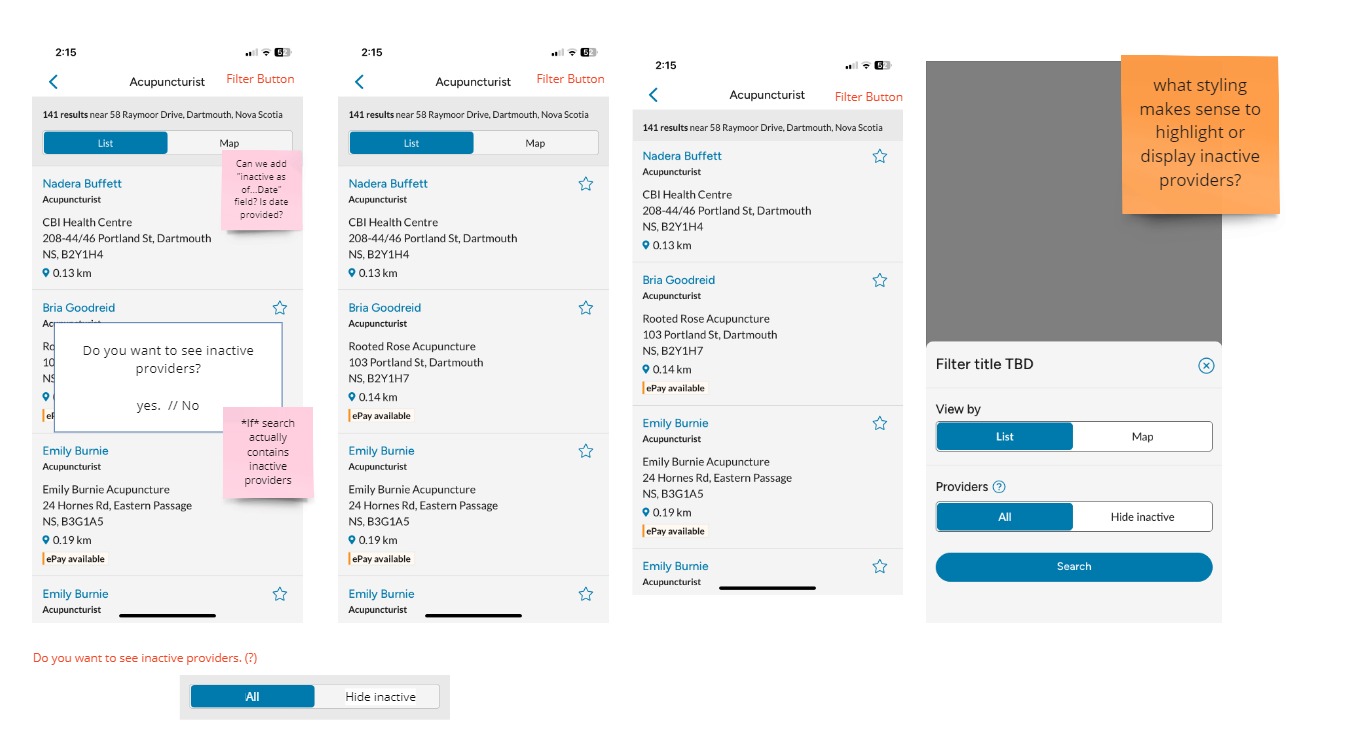 2:15
Acupuncturist
Filter Button
141 results near 58 Raymoor Drive, Dartmouth, Nova Scotia
List
Map
Can we add
"inactive as
of...Date"
field? Is date
provided?
Nadera Buffett
Acupuncturist
CBI Health Centre
208-44/46 Portland St, Dartmouth
NS, B2Y1H4
0.13 km
Bria Goodreid
Do you want to see inactive
providers?
yes. // No
*If* search
actually
contains
inactive
providers
Emily Burnie
Acupuncturist
Emily Burnie Acupuncture
24 Hornes Rd, Eastern Passage
NS, B3G1A5
0.19 km
ePay available
Emily Burnie
Acupuncturist
2:15
Acupuncturist
Filter Button
141 results near 58 Raymoor Drive, Dartmouth, Nova Scotia
List
Map
Nadera Buffett
Acupuncturist
CBI Health Centre
208-44/46 Portland St, Dartmouth
NS, B2Y1H4
0.13 km
Bria Goodreid
Acupuncturist
Rooted Rose Acupuncture
103 Portland St, Dartmouth
NS, B2Y1H7
0.14 km
ePay available
Emily Burnie
Acupuncturist
Emily Burnie Acupuncture
24 Hornes Rd, Eastern Passage
NS, B3G1A5
0.19 km
ePay available
Emily Burnie
Acupuncturist
2:15
Acupuncturist
Filter Button
141 results near 58 Raymoor Drive, Dartmouth, Nova Scotia
Nadera Buffett
Acupuncturist
CBI Health Centre
208-44/46 Portland St, Dartmouth
NS, B2Y1H4
0.13 km
Bria Goodreid
Acupuncturist
Rooted Rose Acupuncture
103 Portland St, Dartmouth
NS, B2Y1H7
0.14 km
ePay available
Emily Burnie
Acupuncturist
Emily Burnie Acupuncture
24 Hornes Rd, Eastern Passage
NS, B3G1A5
0.19 km
ePay available
Emily Burnie
Acupuncturist
what styling
makes sense to
highlight or
display inactive
providers?
Filter title TBD
View by
List
Map
Providers
All
Hide inactive
Search
Do you want to see inactive providers. (?)
All
Hide inactive